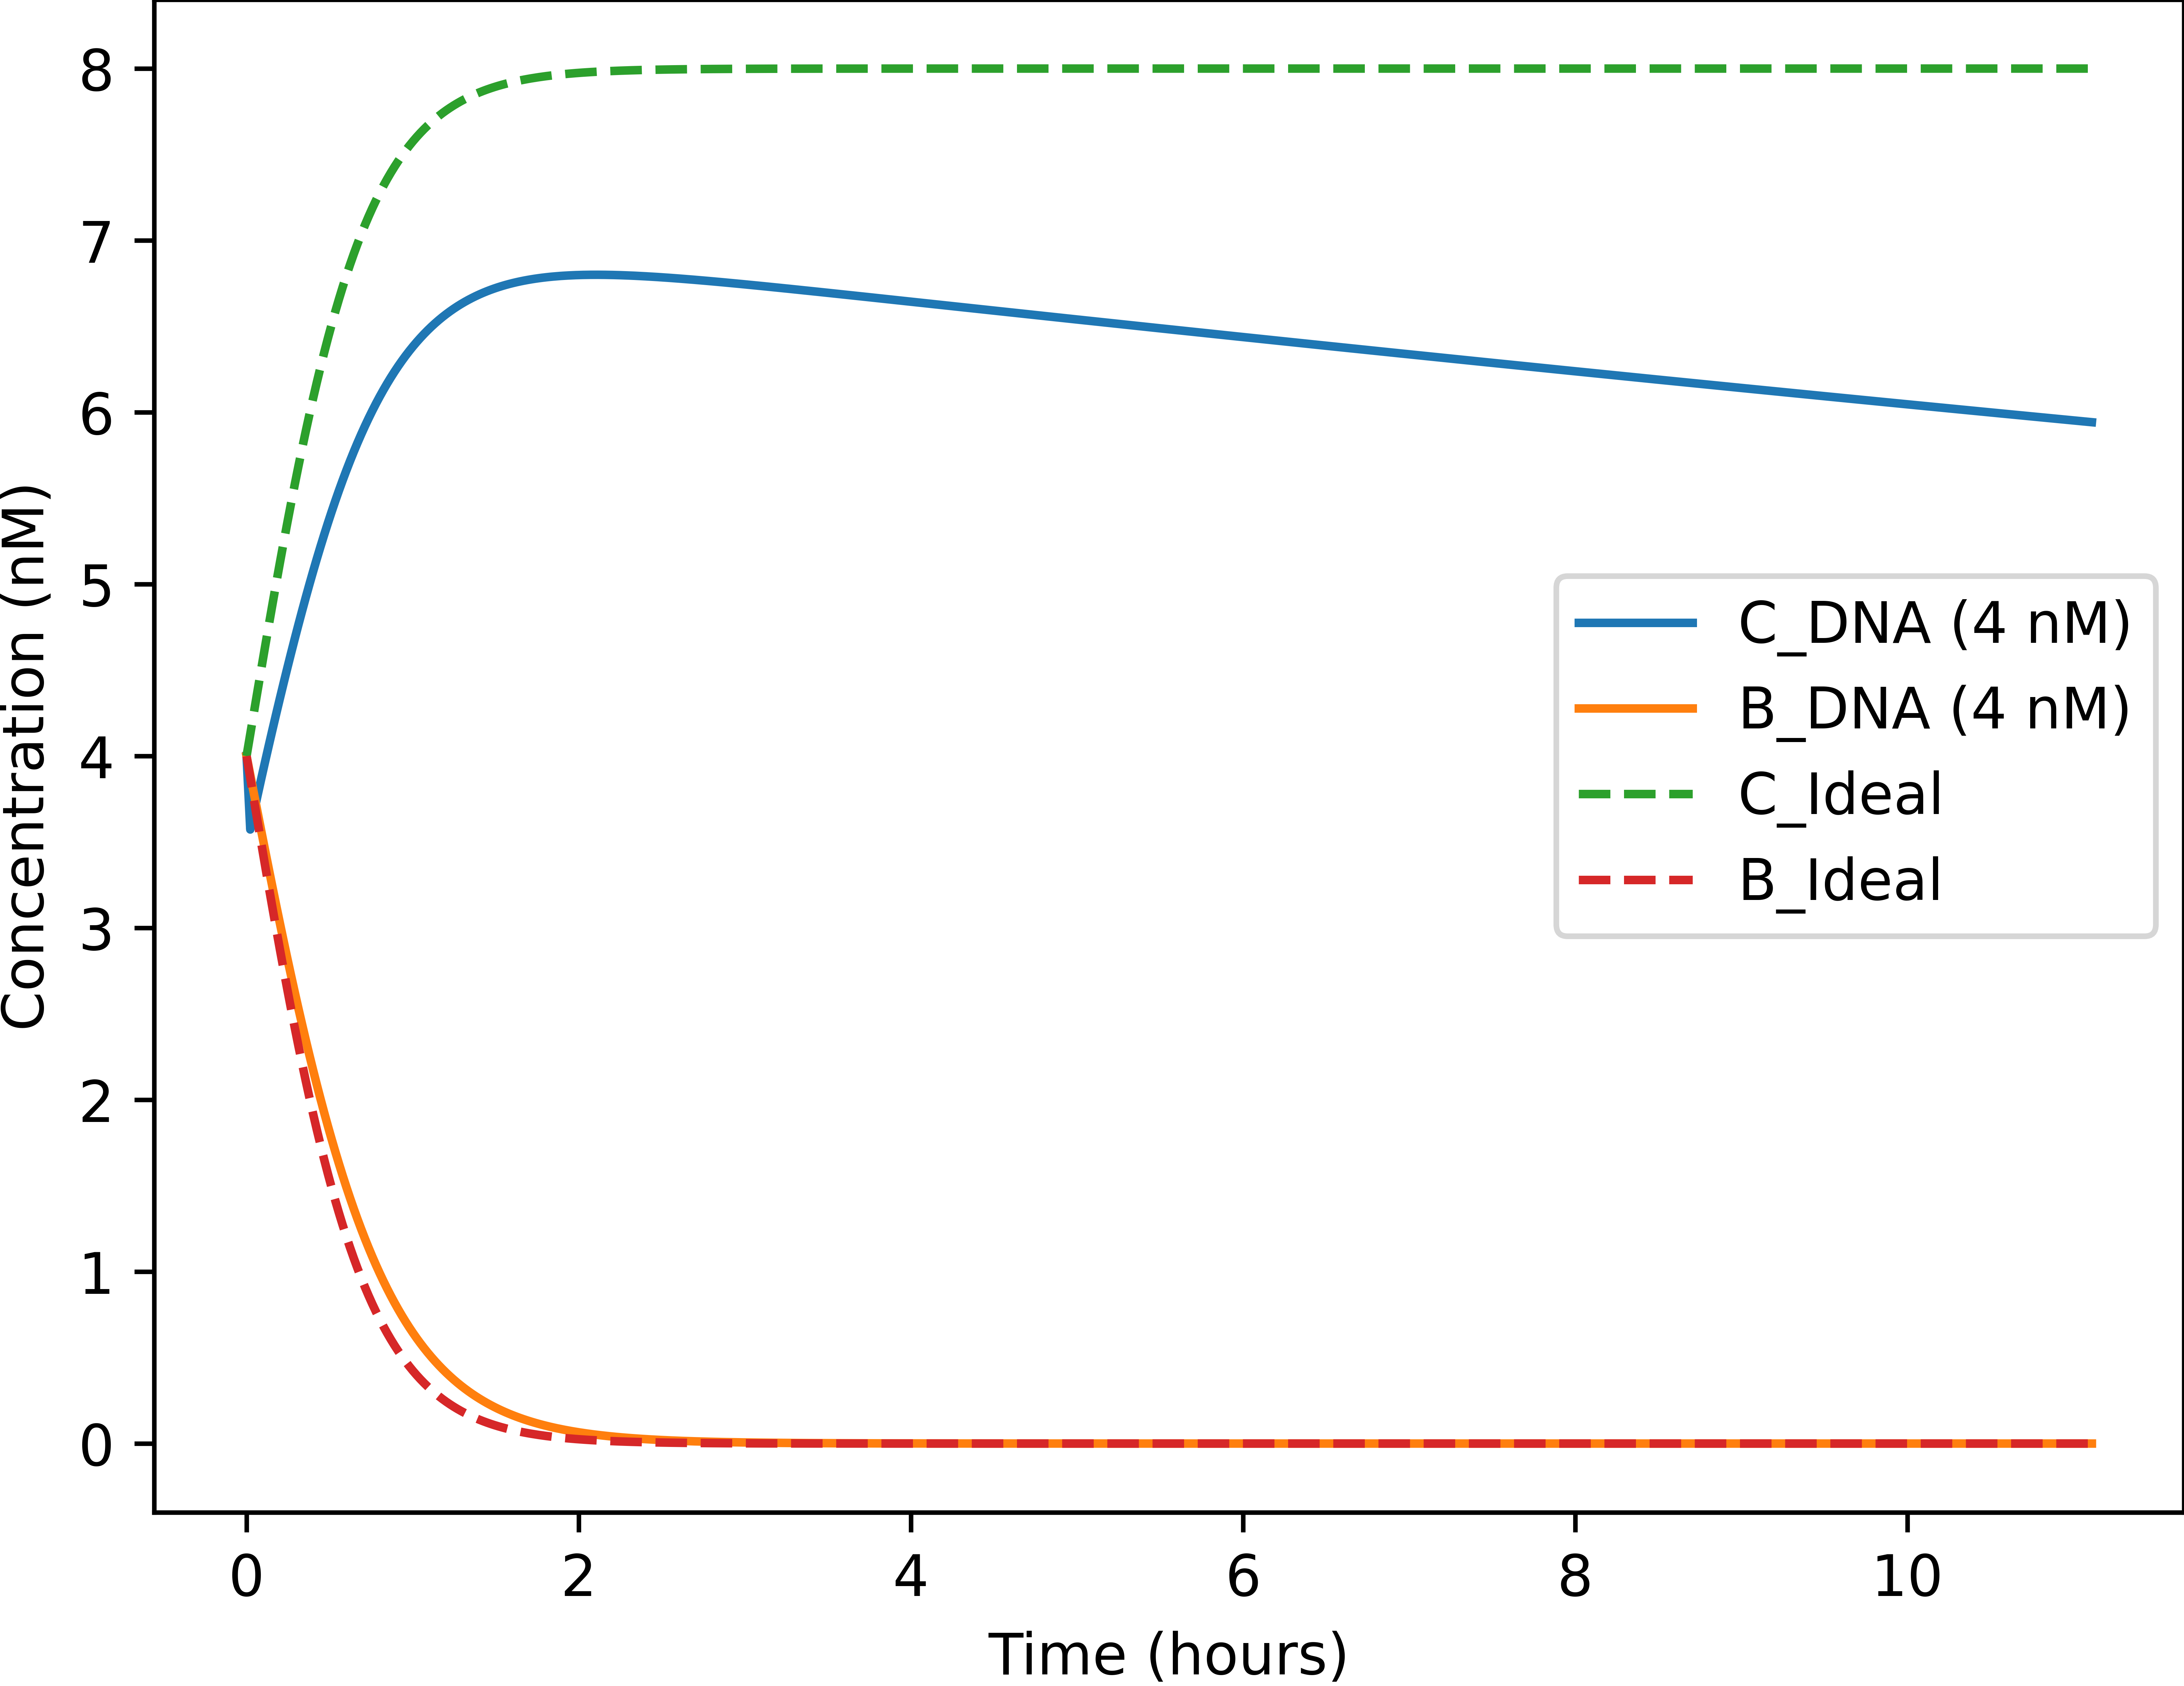 8
7
6
5
4
3
2
1
0
Concentration (nM)
C_DNA (4 nM)
B_DNA (4 nM)
C_Ideal
B_Ideal
0 2 4 6 8 10
Time (hours)